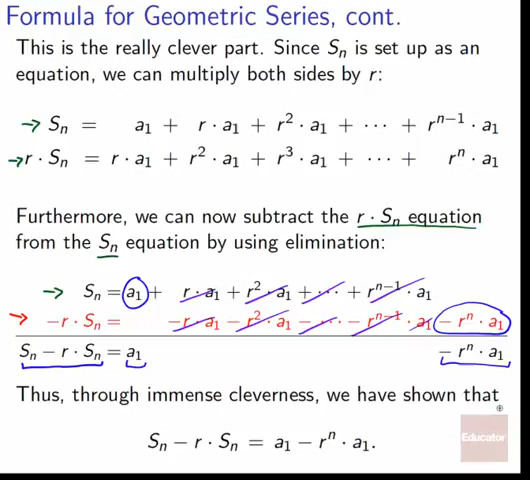 Formula for Geometric Series, cont.
This is the really clever part. Since Sₙ is set up as an
equation, we can multiply both sides by r:
→ Sₙ = a₁ + r · a₁ + r² · a₁ + ⋯ + rⁿ⁻¹ · a₁
→ r · Sₙ = r · a₁ + r² · a₁ + r³ · a₁ + ⋯ + rⁿ · a₁
Furthermore, we can now subtract the r · Sₙ equation
from the Sₙ equation by using elimination:
→ Sₙ = a₁ + r · a₁ + r² · a₁ + ⋯ + rⁿ⁻¹ · a₁
→ −r · Sₙ = −r · a₁ − r² · a₁ − ⋯ − rⁿ⁻¹ · a₁ − rⁿ · a₁
Sₙ − r · Sₙ = a₁ − rⁿ · a₁
Thus, through immense cleverness, we have shown that
Sₙ − r · Sₙ = a₁ − rⁿ · a₁.
Educator
®